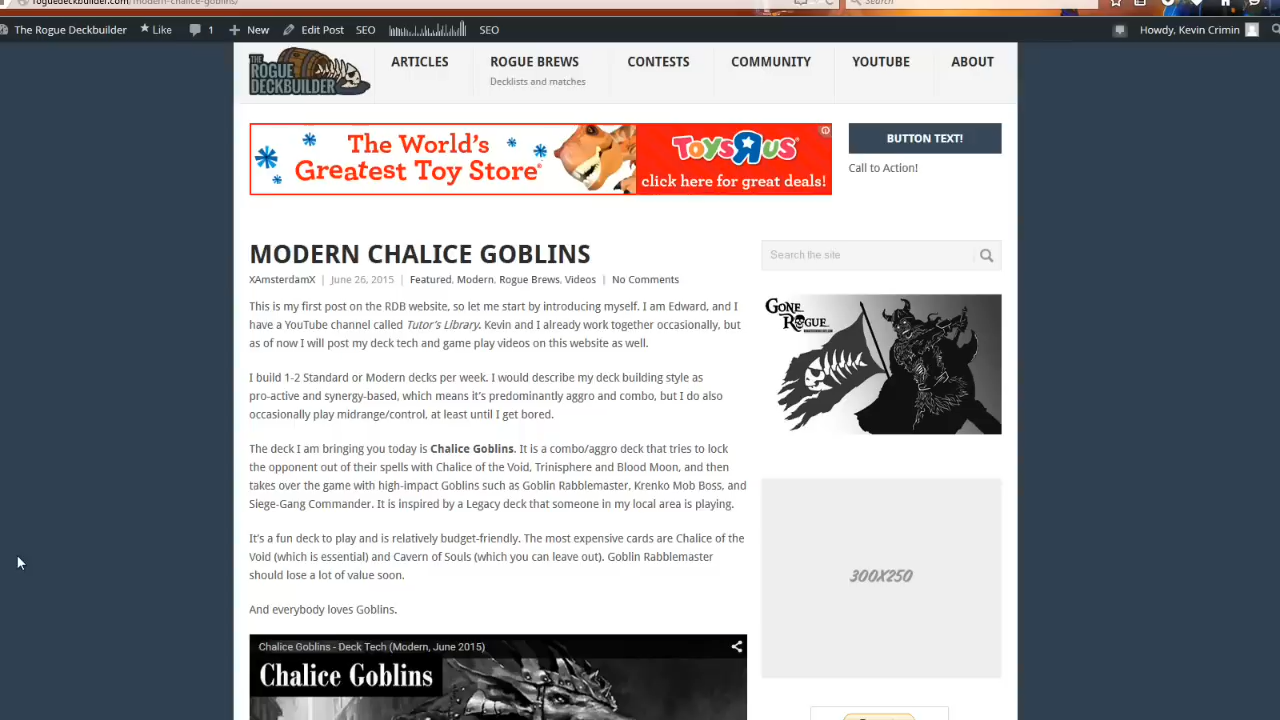 roguedeckbuilder.com/modern-chalice-goblins/
Search
The Rogue Deckbuilder
Like
1
New
Edit Post
SEO
SEO
Howdy, Kevin Crimin
THE ROGUE DECKBUILDER
ARTICLES
ROGUE BREWS
Decklists and matches
CONTESTS
COMMUNITY
YOUTUBE
ABOUT
The World's
Greatest Toy Store®
ToysRus
click here for great deals!
BUTTON TEXT!
Call to Action!
MODERN CHALICE GOBLINS
XAmsterdamX | June 26, 2015 | Featured, Modern, Rogue Brews, Videos | No Comments
This is my first post on the RDB website, so let me start by introducing myself. I am Edward, and I
have a YouTube channel called Tutor's Library. Kevin and I already work together occasionally, but
as of now I will post my deck tech and game play videos on this website as well.
I build 1-2 Standard or Modern decks per week. I would describe my deck building style as
pro-active and synergy-based, which means it's predominantly aggro and combo, but I do also
occasionally play midrange/control, at least until I get bored.
The deck I am bringing you today is Chalice Goblins. It is a combo/aggro deck that tries to lock
the opponent out of their spells with Chalice of the Void, Trinisphere and Blood Moon, and then
takes over the game with high-impact Goblins such as Goblin Rabblemaster, Krenko Mob Boss, and
Siege-Gang Commander. It is inspired by a Legacy deck that someone in my local area is playing.
It's a fun deck to play and is relatively budget-friendly. The most expensive cards are Chalice of the
Void (which is essential) and Cavern of Souls (which you can leave out). Goblin Rabblemaster
should lose a lot of value soon.
And everybody loves Goblins.
Chalice Goblins - Deck Tech (Modern, June 2015)
Chalice Goblins
Search the site
GONE ROGUE
300X250